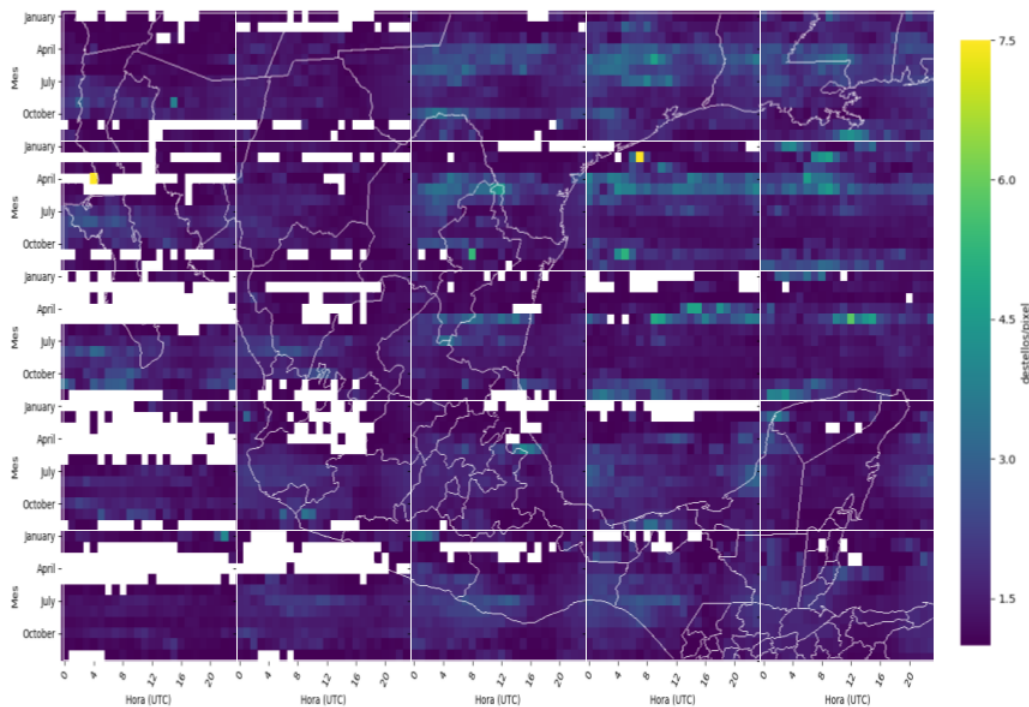 January
April
July
October
Mes
January
April
July
October
Mes
January
April
July
October
Mes
January
April
July
October
Mes
January
April
July
October
Mes
0 4 8 12 16 20
0 4 8 12 16 20
0 4 8 12 16 20
0 4 8 12 16 20
0 4 8 12 16 20
Hora (UTC) Hora (UTC) Hora (UTC) Hora (UTC) Hora (UTC)
7.5
6.0
4.5
3.0
1.5
destellos/pixel